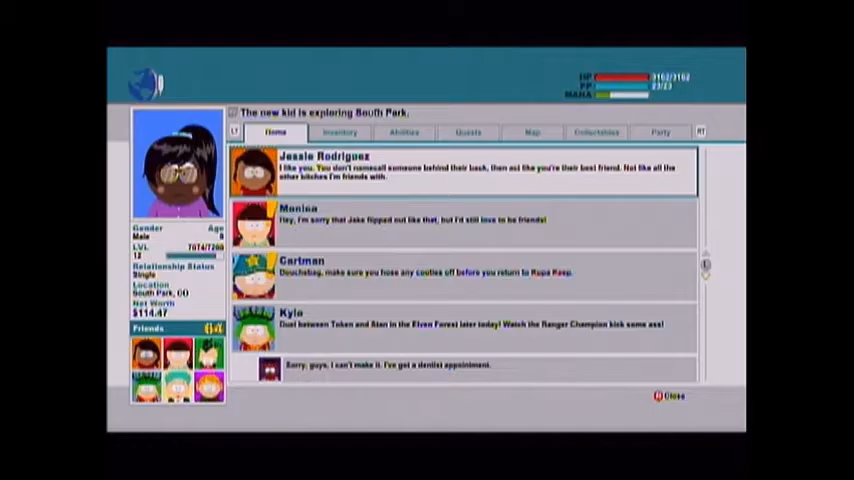 HP 3162/3162
PP 23/23
MANA
The new kid is exploring South Park.
LT Home Inventory Abilities Quests Map Collectables Party RT
Jessie Rodriguez
I like you. You don't namecall someone behind their back, then act like you're their best friend. Not like all the
other bitches I'm friends with.
Monica
Hey, I'm sorry that Jake flipped out like that, but I'd still love to be friends!
Cartman
Douchebag, make sure you hose any cooties off before you return to Kupa Keep.
Kyle
Duel between Token and Stan in the Elven Forest later today! Watch the Ranger Champion kick some ass!
Sorry, guys, I can't make it. I've got a dentist appointment.
Gender Age
Male 8
LVL
12
Relationship Status
Single
Location
South Park, CO
Net Worth
$114.47
Friends 64
Close